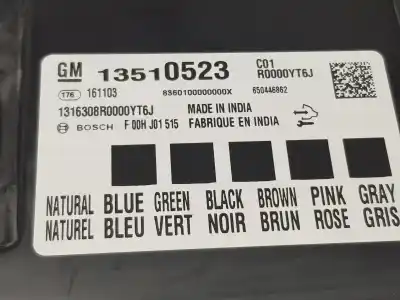 GM 13510523 C01
R0000YT6J
176 161103 8360100000000X 650446862
1316308R0000YT6J MADE IN INDIA
BOSCH F 00H J01 515 FABRIQUE EN INDIA
NATURAL BLUE GREEN BLACK BROWN PINK GRAY
NATUREL BLEU VERT NOIR BRUN ROSE GRIS